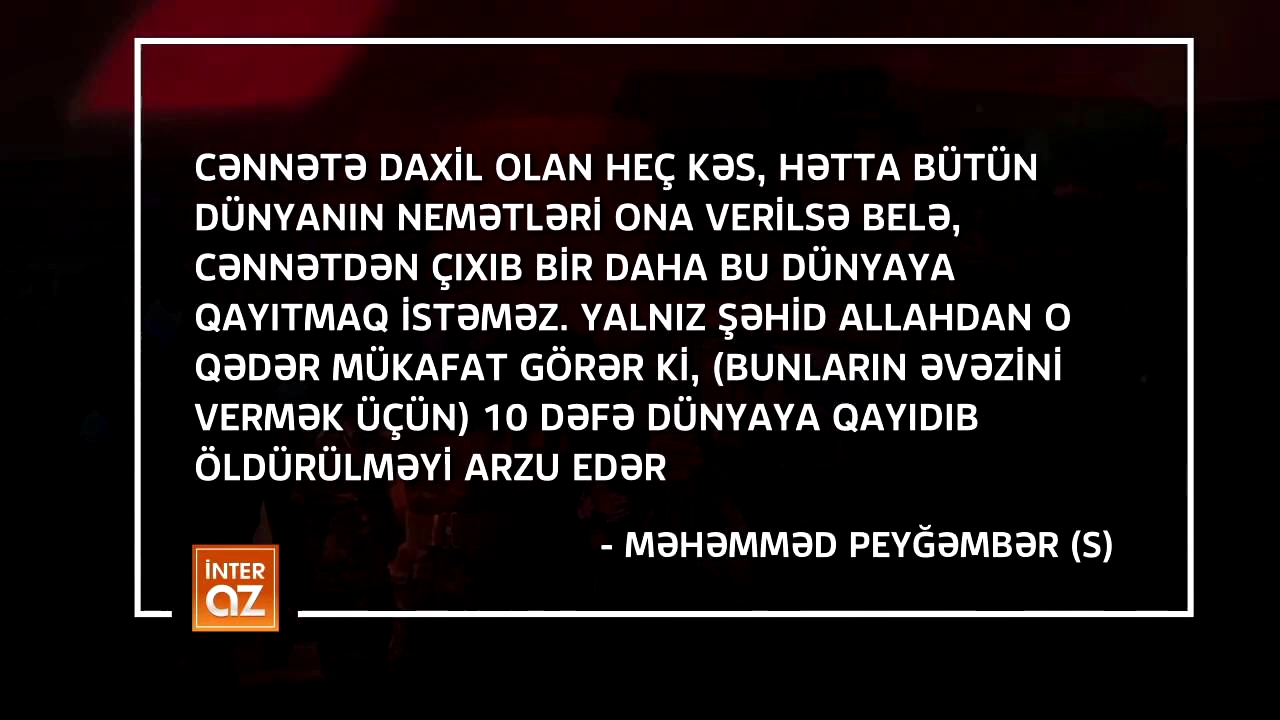 CƏNNƏTƏ DAXİL OLAN HEÇ KƏS, HƏTTA BÜTÜN
DÜNYANIN NEMƏTLƏRİ ONA VERİLSƏ BELƏ,
CƏNNƏTDƏN ÇIXIB BİR DAHA BU DÜNYAYA
QAYITMAQ İSTƏMƏZ. YALNIZ ŞƏHİD ALLAHDAN O
QƏDƏR MÜKAFAT GÖRƏR Kİ, (BUNLARIN ƏVƏZİNİ
VERMƏK ÜÇÜN) 10 DƏFƏ DÜNYAYA QAYIDIB
ÖLDÜRÜLMƏYİ ARZU EDƏR
- MƏHƏMMƏD PEYĞƏMBƏR (S)
İNTER
az